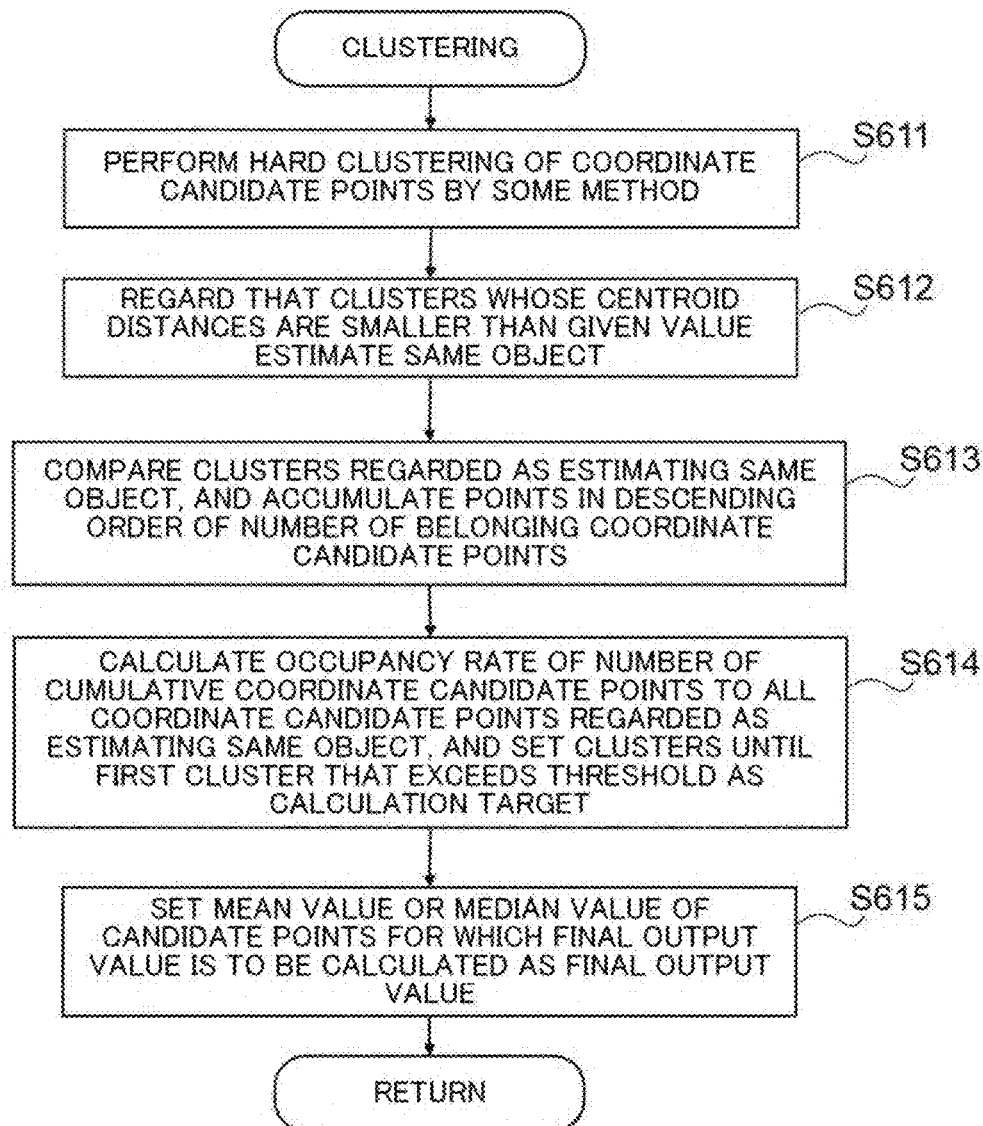 CLUSTERING
S611
PERFORM HARD CLUSTERING OF COORDINATE
CANDIDATE POINTS BY SOME METHOD
S612
REGARD THAT CLUSTERS WHOSE CENTROID
DISTANCES ARE SMALLER THAN GIVEN VALUE
ESTIMATE SAME OBJECT
S613
COMPARE CLUSTERS REGARDED AS ESTIMATING SAME
OBJECT, AND ACCUMULATE POINTS IN DESCENDING
ORDER OF NUMBER OF BELONGING COORDINATE
CANDIDATE POINTS
S614
CALCULATE OCCUPANCY RATE OF NUMBER OF
CUMULATIVE COORDINATE CANDIDATE POINTS TO ALL
COORDINATE CANDIDATE POINTS REGARDED AS
ESTIMATING SAME OBJECT, AND SET CLUSTERS UNTIL
FIRST CLUSTER THAT EXCEEDS THRESHOLD AS
CALCULATION TARGET
S615
SET MEAN VALUE OR MEDIAN VALUE OF
CANDIDATE POINTS FOR WHICH FINAL OUTPUT
VALUE IS TO BE CALCULATED AS FINAL OUTPUT
VALUE
RETURN